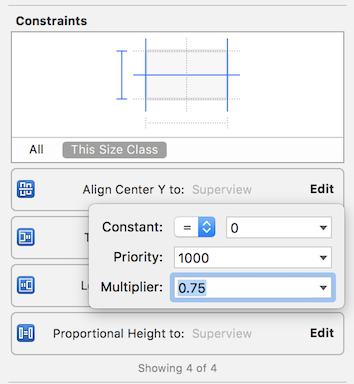 Constraints
All This Size Class
Align Center Y to: Superview Edit
Constant: = 0
Priority: 1000
Multiplier: 0.75
Proportional Height to: Superview Edit
Showing 4 of 4